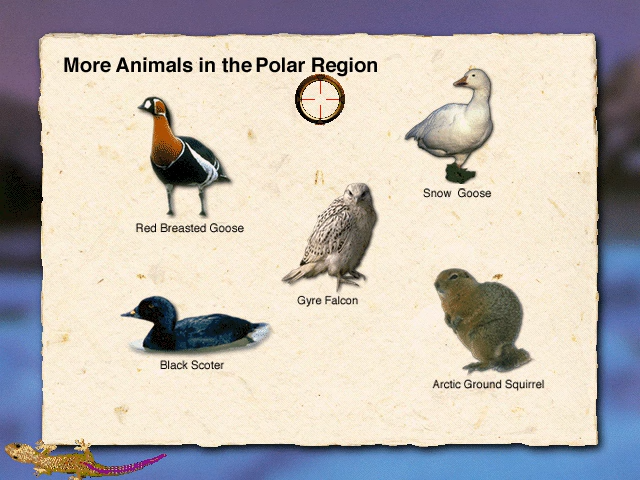 More Animals in the Polar Region
Snow Goose
Red Breasted Goose
Gyre Falcon
Black Scoter
Arctic Ground Squirrel